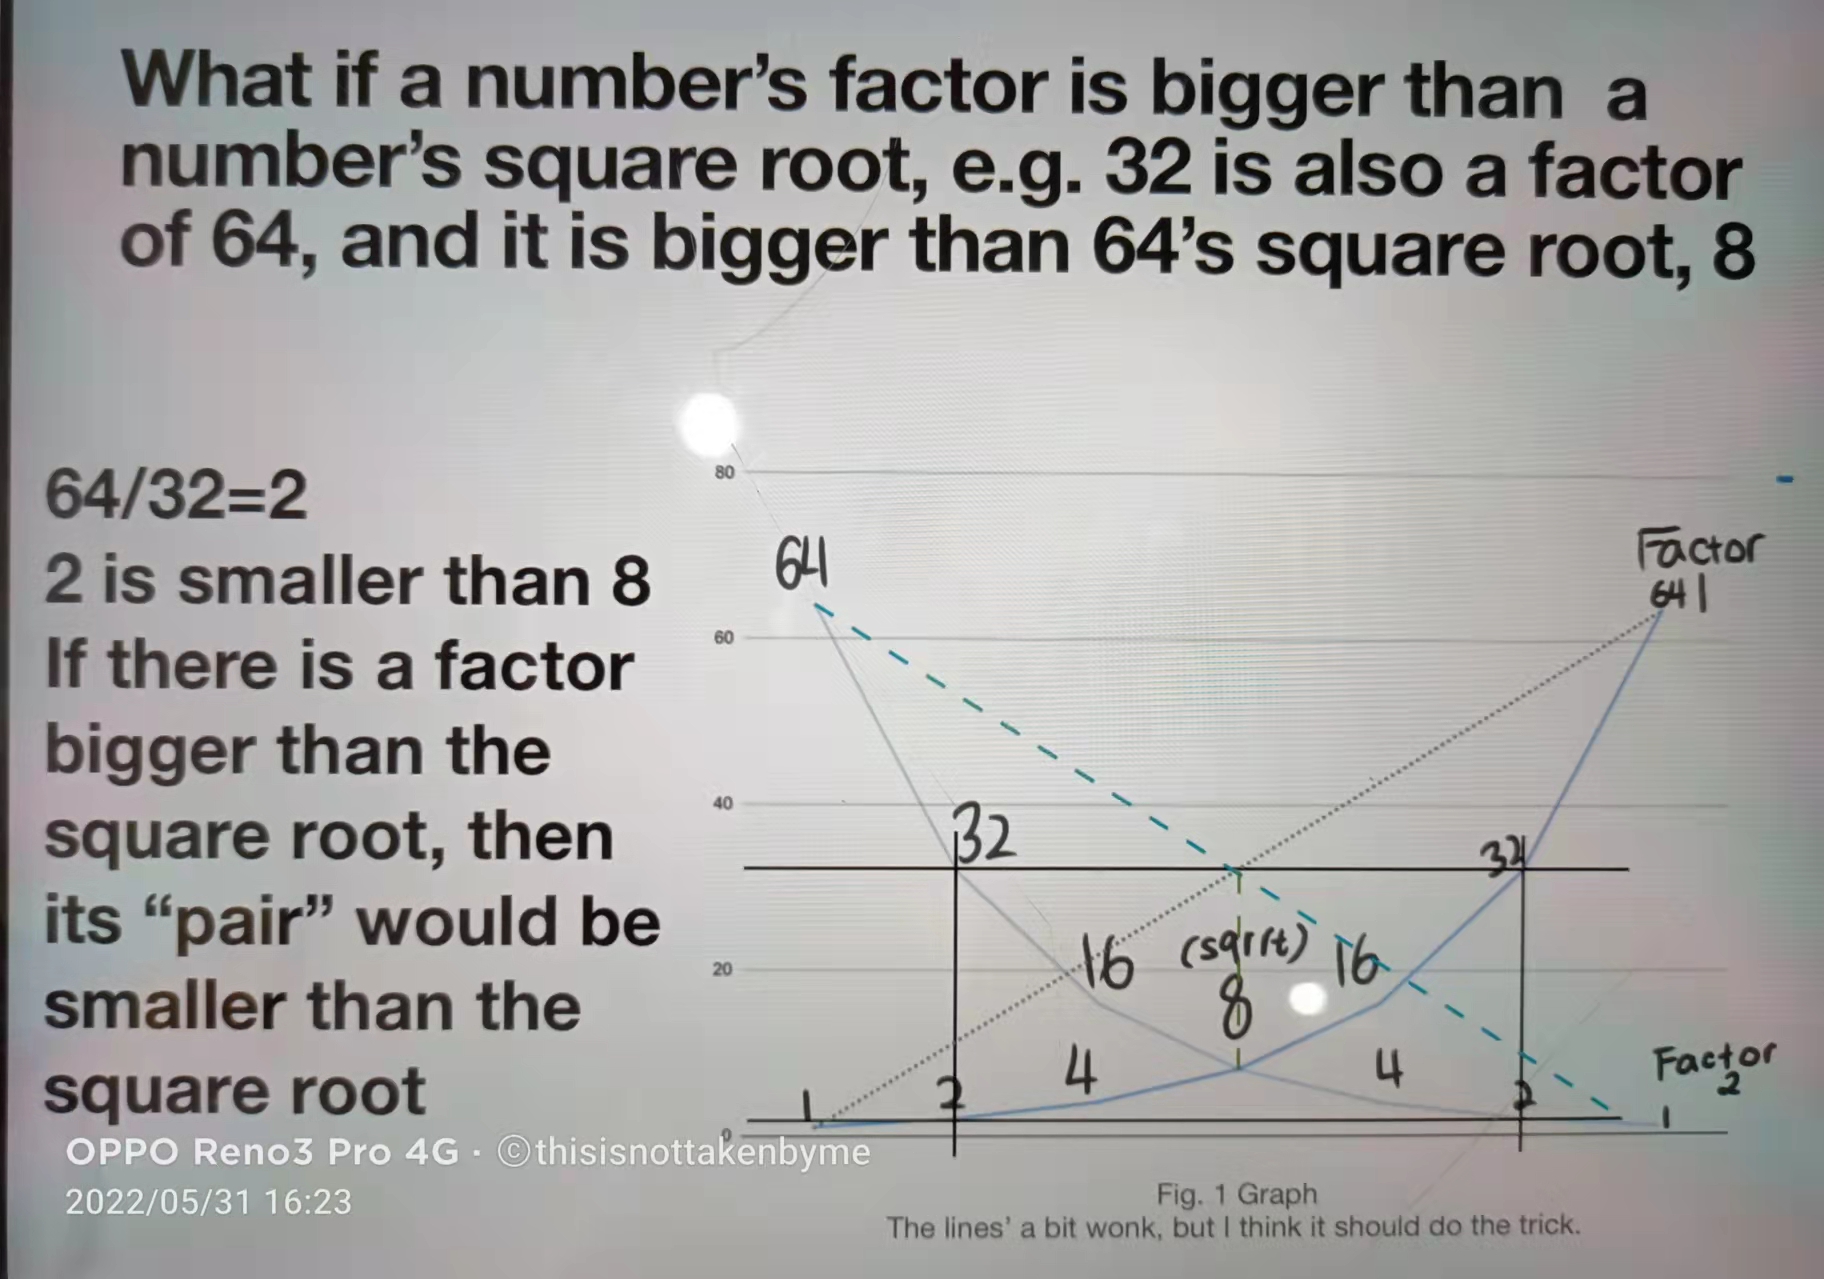 What if a number’s factor is bigger than a
number’s square root, e.g. 32 is also a factor
of 64, and it is bigger than 64’s square root, 8
64/32=2
2 is smaller than 8
If there is a factor
bigger than the
square root, then
its “pair” would be
smaller than the
square root
80
60
40
20
0
64
Factor
64 1
32
32
16
(sqrrt)
16
8
4
4
1
2
2
1
Factor
2
OPPO Reno3 Pro 4G · ©thisisnottakenbyme
2022/05/31 16:23
Fig. 1 Graph
The lines’ a bit wonk, but I think it should do the trick.